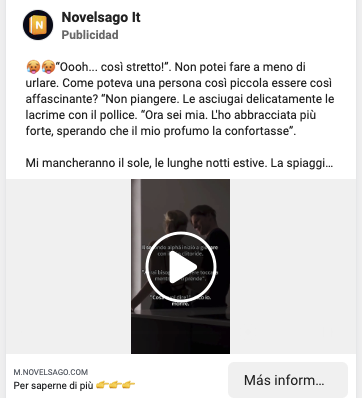 Novelsago It
Publicidad
🥵🥵“Oooh... così stretto!”. Non potei fare a meno di
urlare. Come poteva una persona così piccola essere così
affascinante? “Non piangere. Le asciugai delicatamente le
lacrime con il pollice. “Ora sei mia. L'ho abbracciata più
forte, sperando che il mio profumo la confortasse”.
Mi mancheranno il sole, le lunghe notti estive. La spiaggi...
M.NOVELSAGO.COM
Per saperne di più 👉👉👉
Más inform...